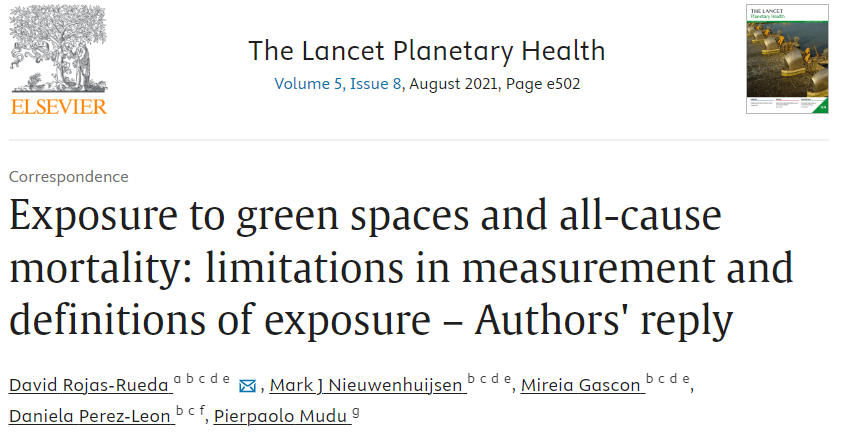 ELSEVIER
The Lancet Planetary Health
Volume 5, Issue 8, August 2021, Page e502
THE LANCET
Planetary Health
Correspondence
Exposure to green spaces and all-cause
mortality: limitations in measurement and
definitions of exposure – Authors' reply
David Rojas-Rueda a b c d e, Mark J Nieuwenhuijsen b c d e, Mireia Gascon b c d e,
Daniela Perez-Leon b c f, Pierpaolo Mudu g